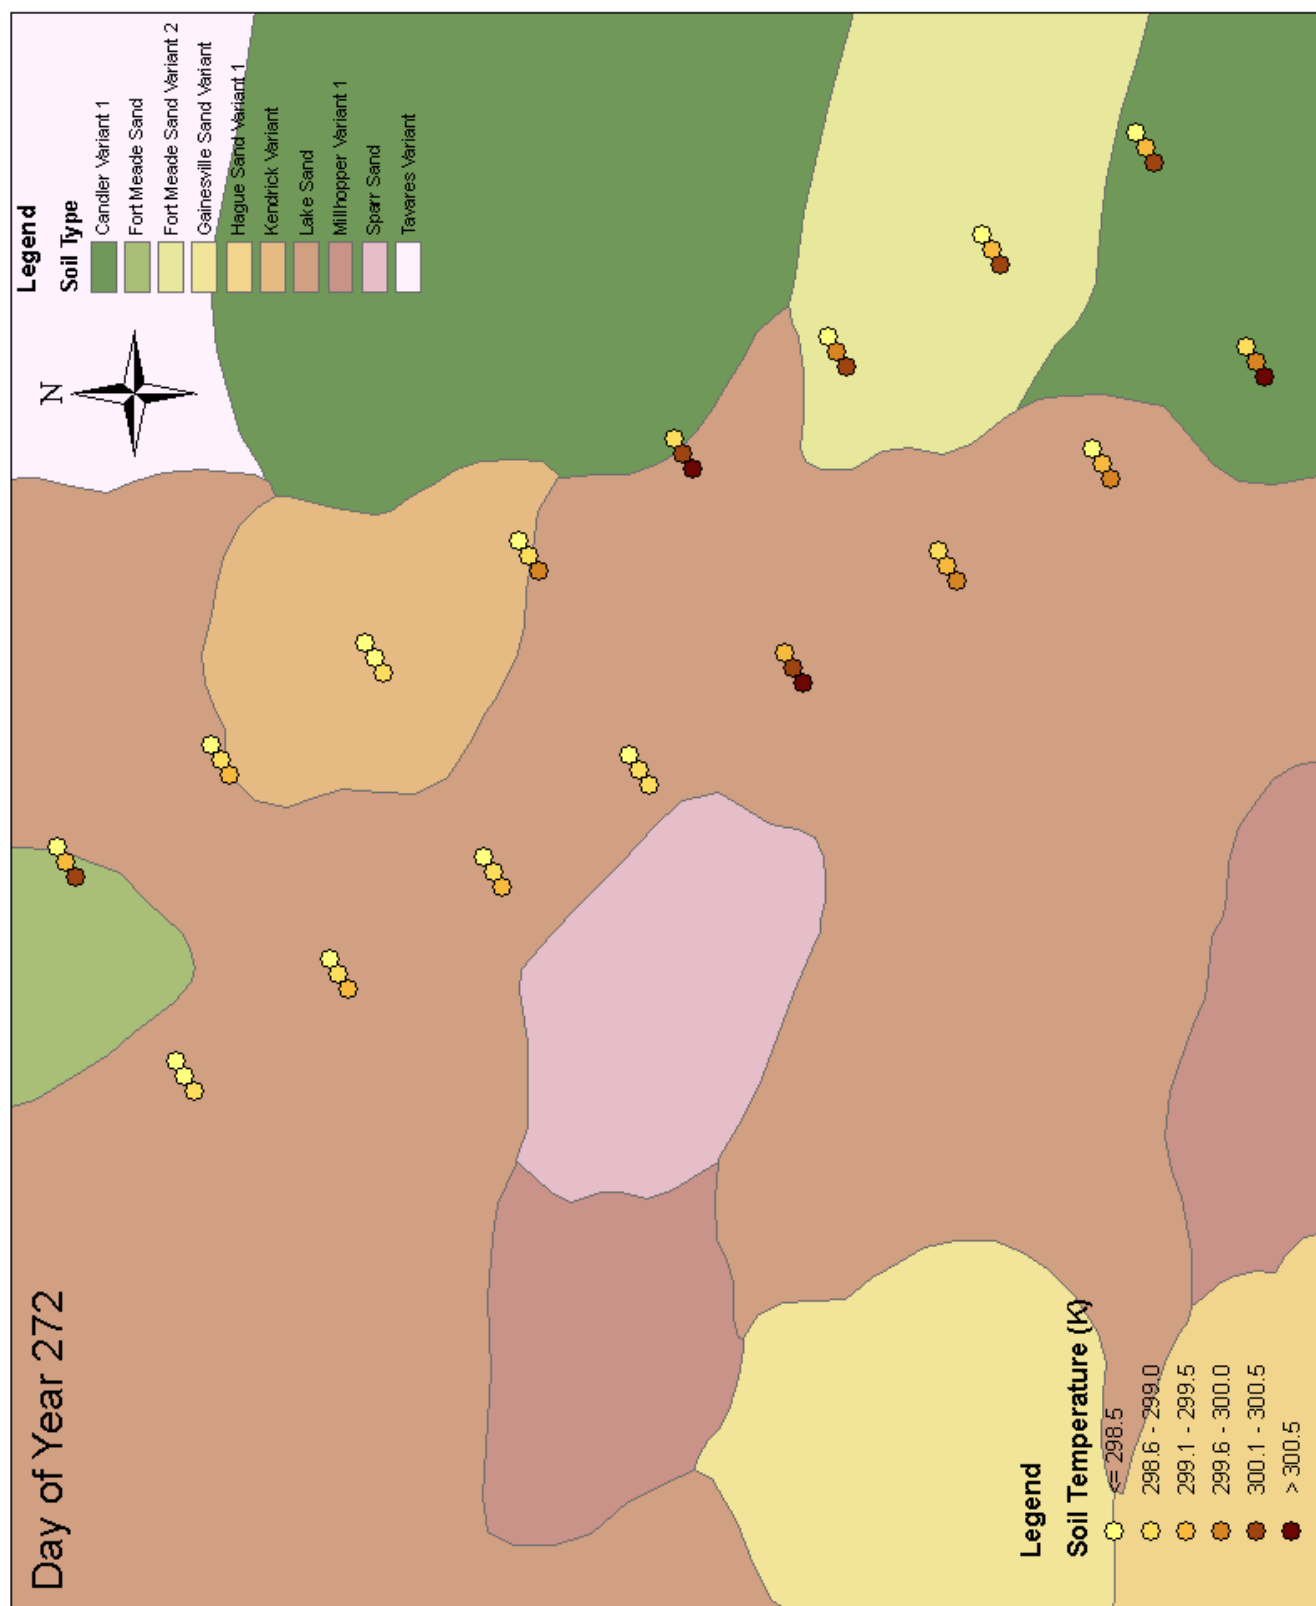 Day of Year 272
N
Legend
Soil Type
Candler Variant 1
Fort Meade Sand
Fort Meade Sand Variant 2
Gainesville Sand Variant
Hague Sand Variant 1
Kendrick Variant
Lake Sand
Millhopper Variant 1
Sparr Sand
Tavares Variant
Legend
Soil Temperature (K)
<= 298.5
298.6 - 299.0
299.1 - 299.5
299.6 - 300.0
300.1 - 300.5
> 300.5